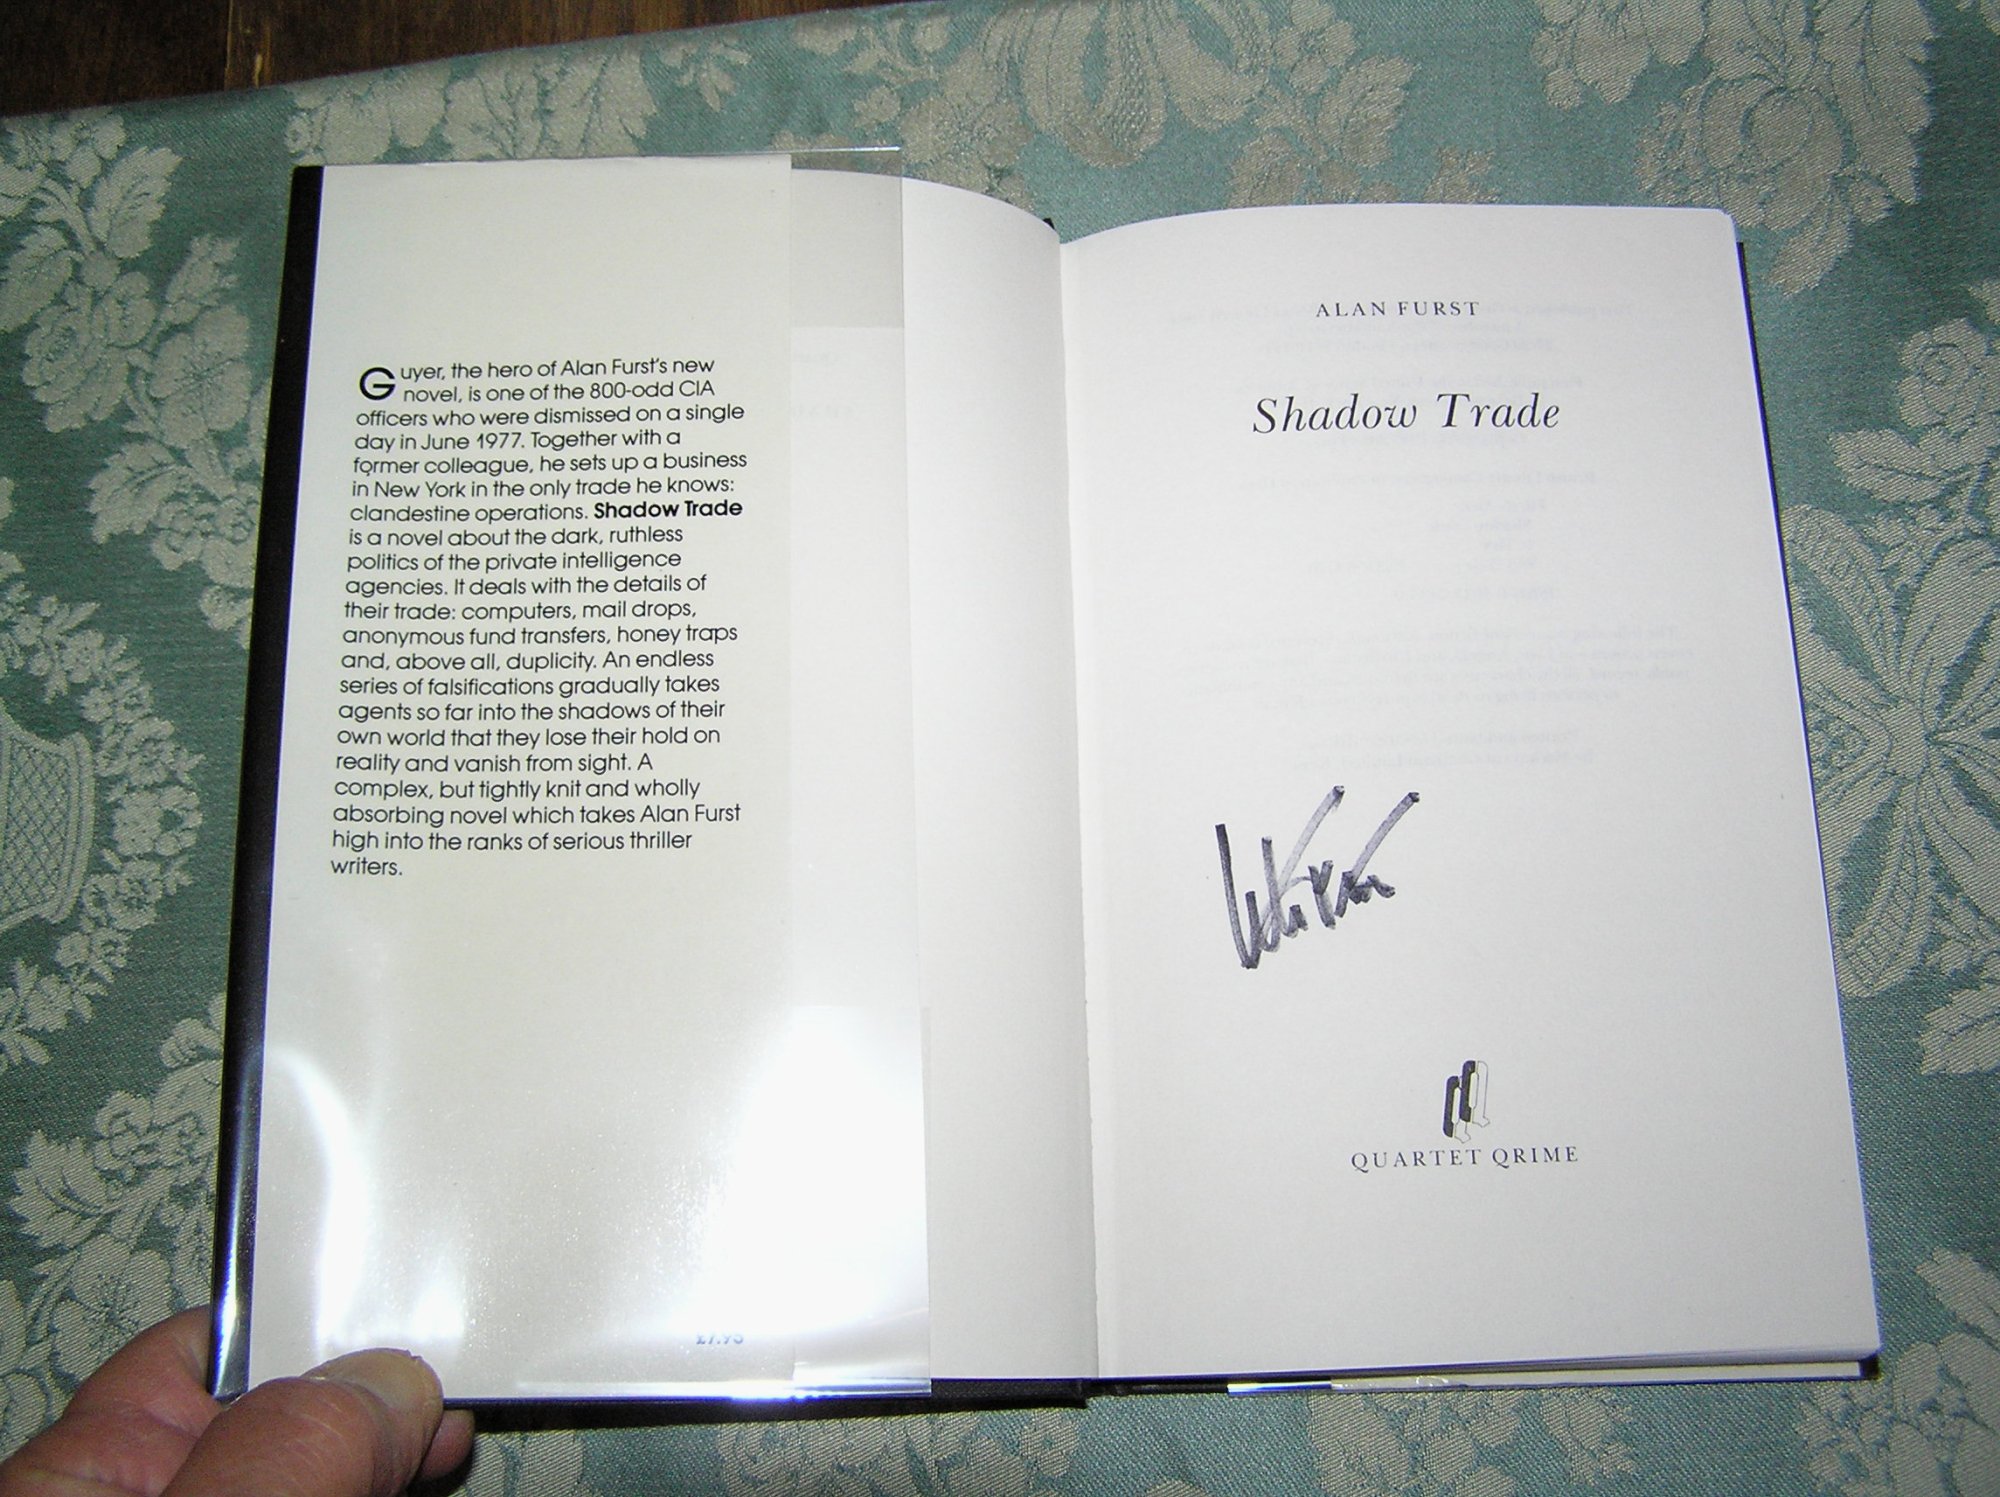 Guyer, the hero of Alan Furst's new
novel, is one of the 800-odd CIA
officers who were dismissed on a single
day in June 1977. Together with a
former colleague, he sets up a business
in New York in the only trade he knows:
clandestine operations. Shadow Trade
is a novel about the dark, ruthless
politics of the private intelligence
agencies. It deals with the details of
their trade: computers, mail drops,
anonymous fund transfers, honey traps
and, above all, duplicity. An endless
series of falsifications gradually takes
agents so far into the shadows of their
own world that they lose their hold on
reality and vanish from sight. A
complex, but tightly knit and wholly
absorbing novel which takes Alan Furst
high into the ranks of serious thriller
writers.
£7.95
ALAN FURST
Shadow Trade
QUARTET QRIME